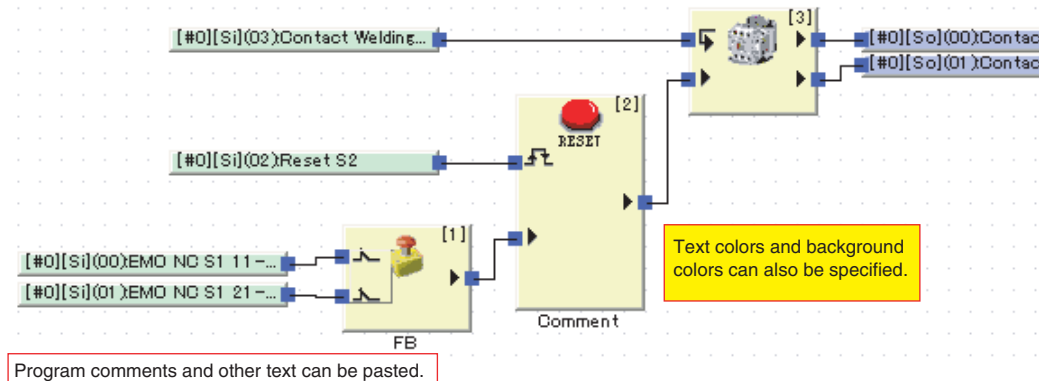 [3]
[#0][Si](03):Contact Welding...
[#0][So](00):Contac
[#0][So](01):Contac
[2]
RESET
[#0][Si](02):Reset S2
[1]
[#0][Si](00):EMO NC S1 11-...
[#0][Si](01):EMO NC S1 21-...
Text colors and background
colors can also be specified.
Comment
FB
Program comments and other text can be pasted.